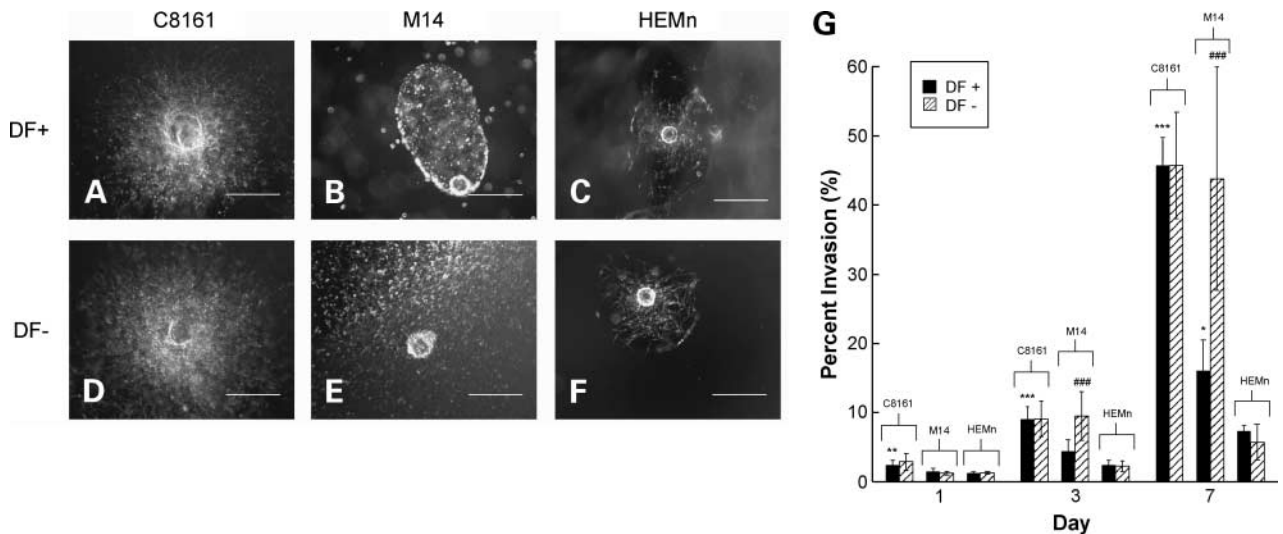 C8161 M14 HEMn
DF+
A B C
DF-
D E F
G
DF +
DF -
Percent Invasion (%)
60
50
40
30
20
10
0
C8161
**
M14
HEMn
C8161
***
M14
###
HEMn
C8161
***
M14
###
*
HEMn
1 3 7
Day